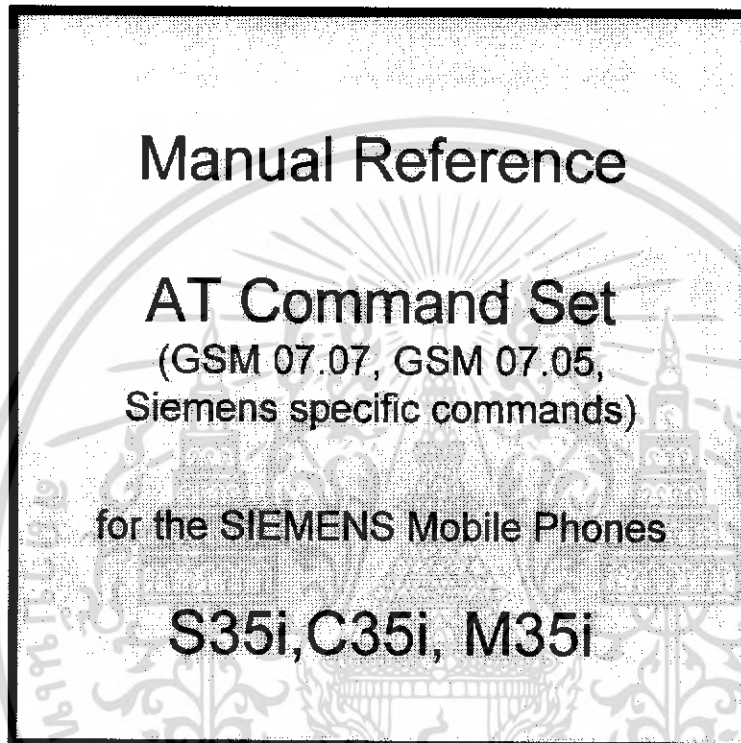 Manual Reference
AT Command Set
(GSM 07.07, GSM 07.05,
Siemens specific commands)
for the SIEMENS Mobile Phones
S35i,C35i, M35i